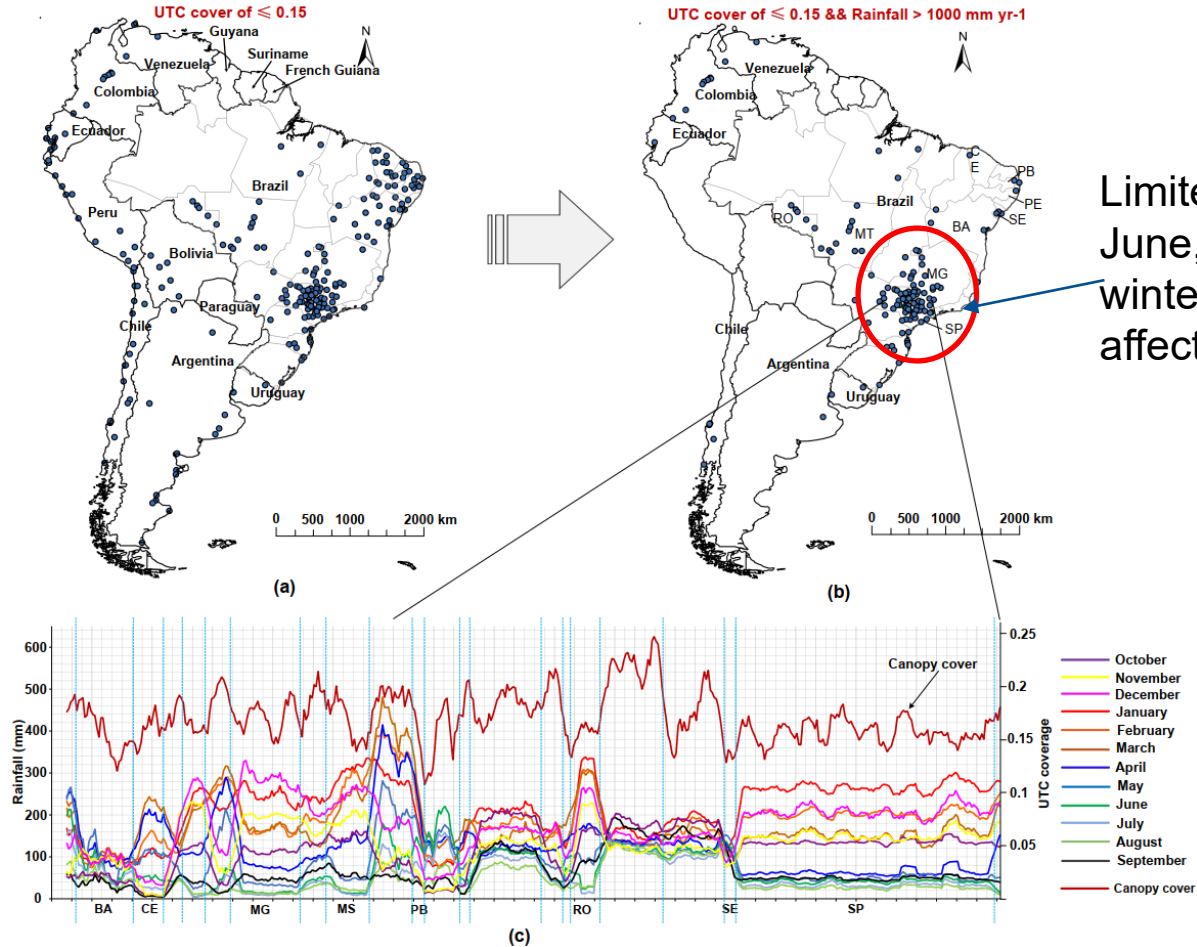 UTC cover of ≤ 0.15
UTC cover of ≤ 0.15 && Rainfall > 1000 mm yr-1
Guyana
Suriname
French Guiana
N
Venezuela
Colombia
Ecuador
Brazil
Peru
Bolivia
Paraguay
Chile
Argentina
Uruguay
0 500 1000 2000 km
(a)
N
Venezuela
Colombia
Ecuador
C
E
PB
PE
SE
Brazil
RO
MT
BA
MG
SP
Chile
Argentina
Uruguay
0 500 1000 2000 km
(b)
Limite
June,
winte
affect
Rainfall (mm)
600
500
400
300
200
100
0
BA CE MG MS PB RO SE SP
0.25
0.2
0.15
0.1
0.05
0
UTC coverage
Canopy cover
October
November
December
January
February
March
April
May
June
July
August
September
Canopy cover
(c)